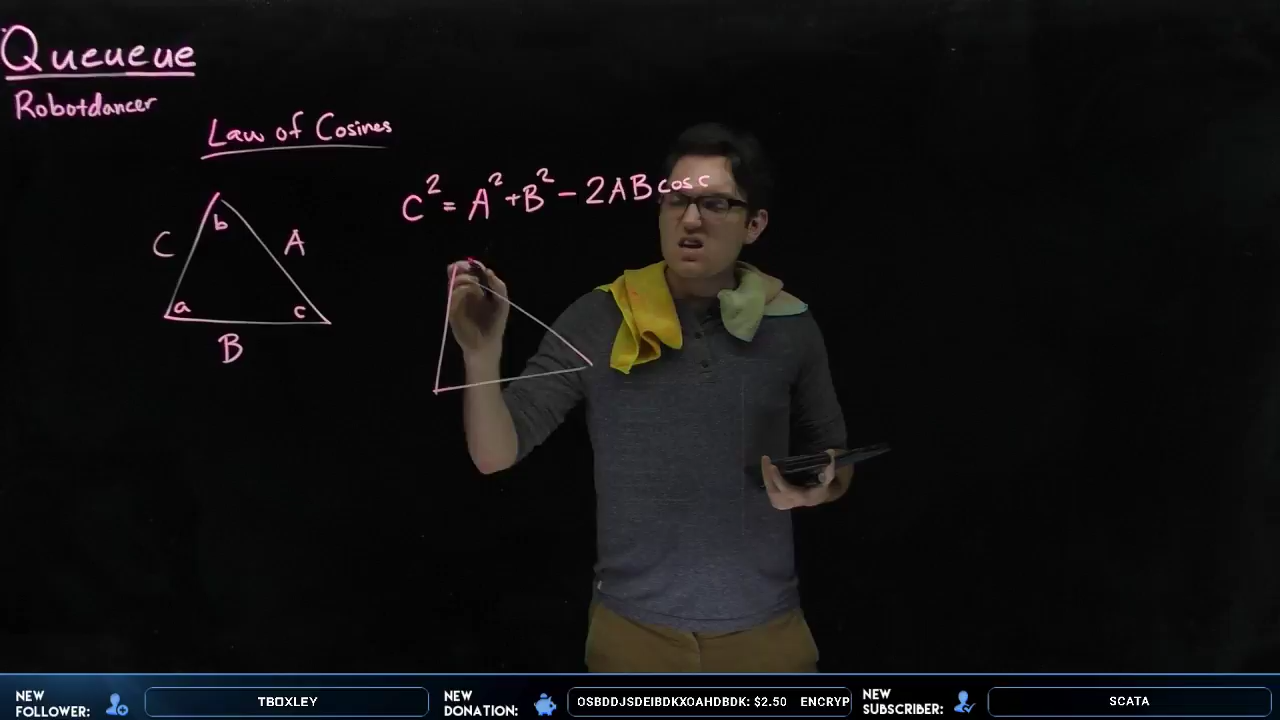 Queueue
Robotdancer
Law of Cosines
C² = A² + B² - 2AB cos c
b
C
A
a
c
B
NEW FOLLOWER:
TBOXLEY
NEW DONATION:
OSBDDJSDEIBDKXOAHDBDK: $2.50 ENCRYP
NEW SUBSCRIBER:
SCATA